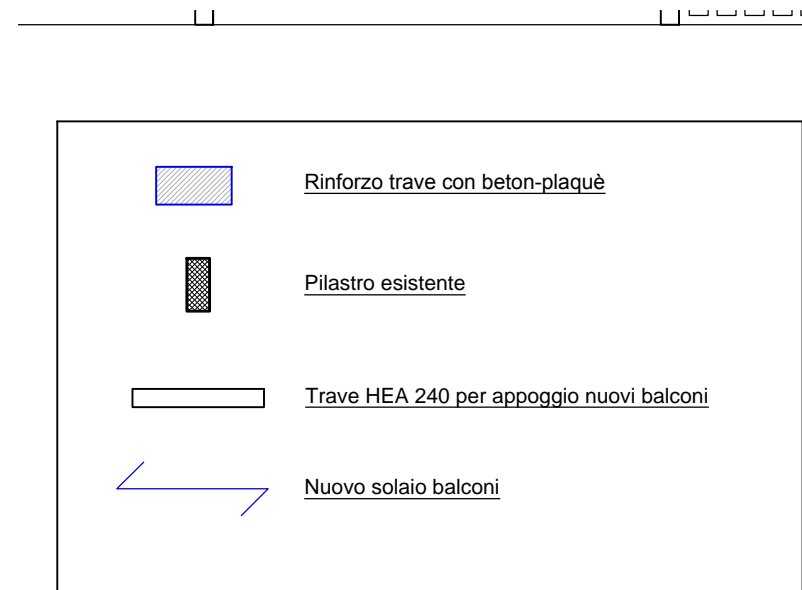 Rinforzo trave con beton-plaquè
Pilastro esistente
Trave HEA 240 per appoggio nuovi balconi
Nuovo solaio balconi